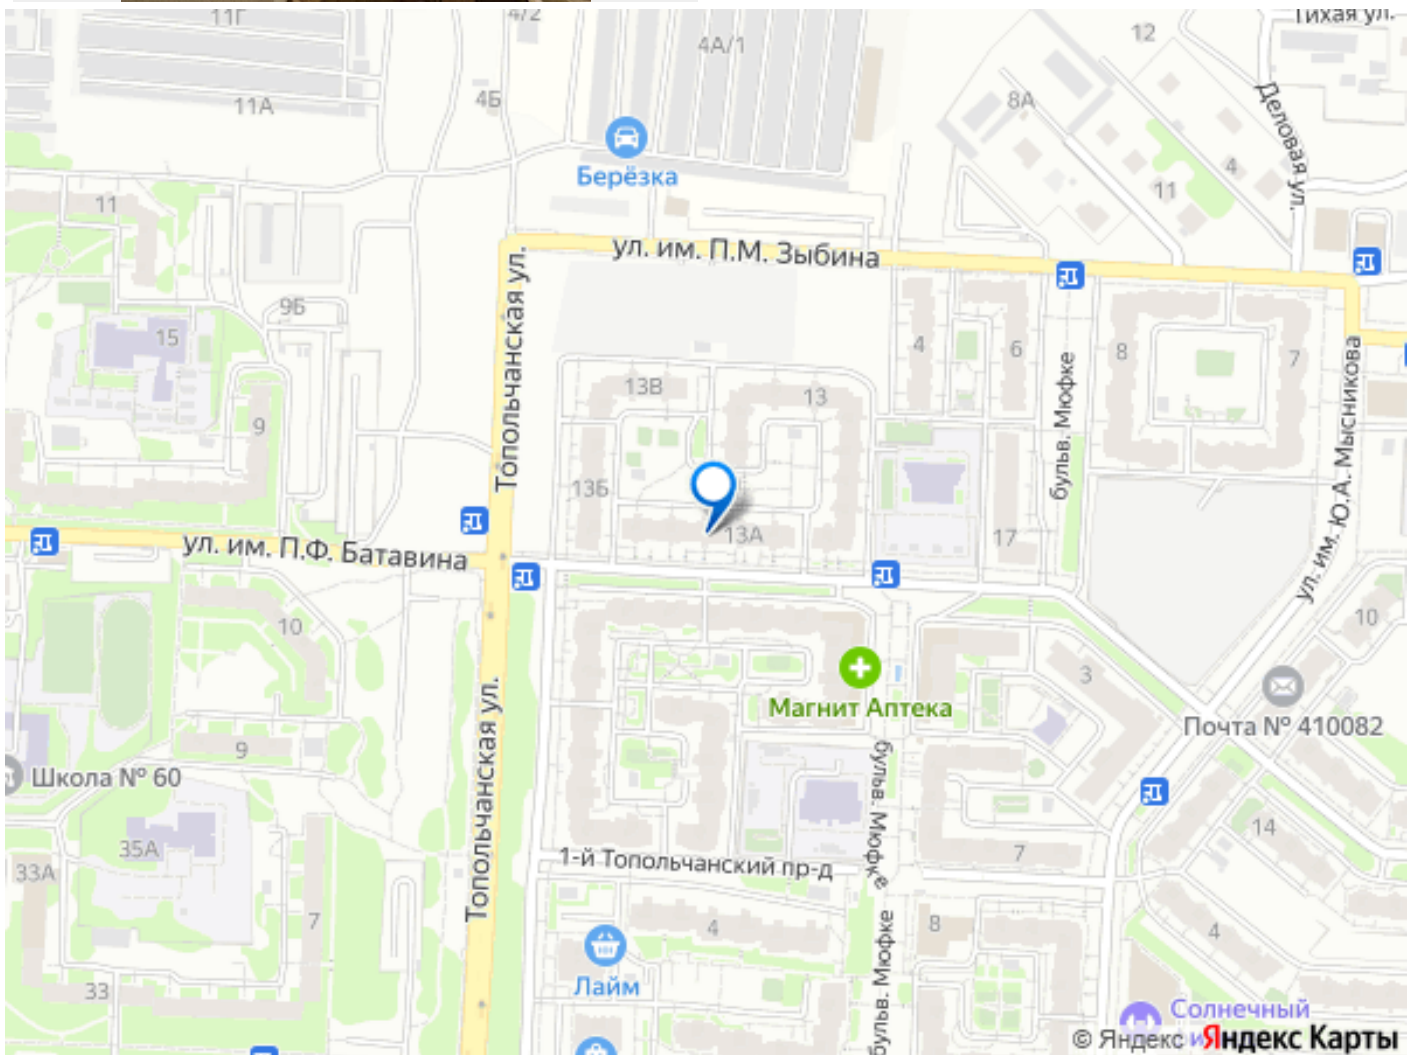 11Г
4/2
Тихая ул.
4А/1
12
11А
4Б
8А
Деловая ул.
Берёзка
4
11
11
ул. им. П.М. Зыбина
Топольчанская ул.
9Б
15
4
6
8
7
бульв. Мюфке
ул. им. Ю.А. Мысникова
13В
13
9
13Б
13А
17
ул. им. П.Ф. Батавина
10
10
3
Магнит Аптека
Почта № 410082
9
Школа № 60
Топольчанская ул.
бульв. Мюфке
35А
14
7
1-й Топольчанский пр-д
33А
7
4
8
4
бульв. Мюфке
Лайм
33
Солнечный
© Яндекс Яндекс Карты